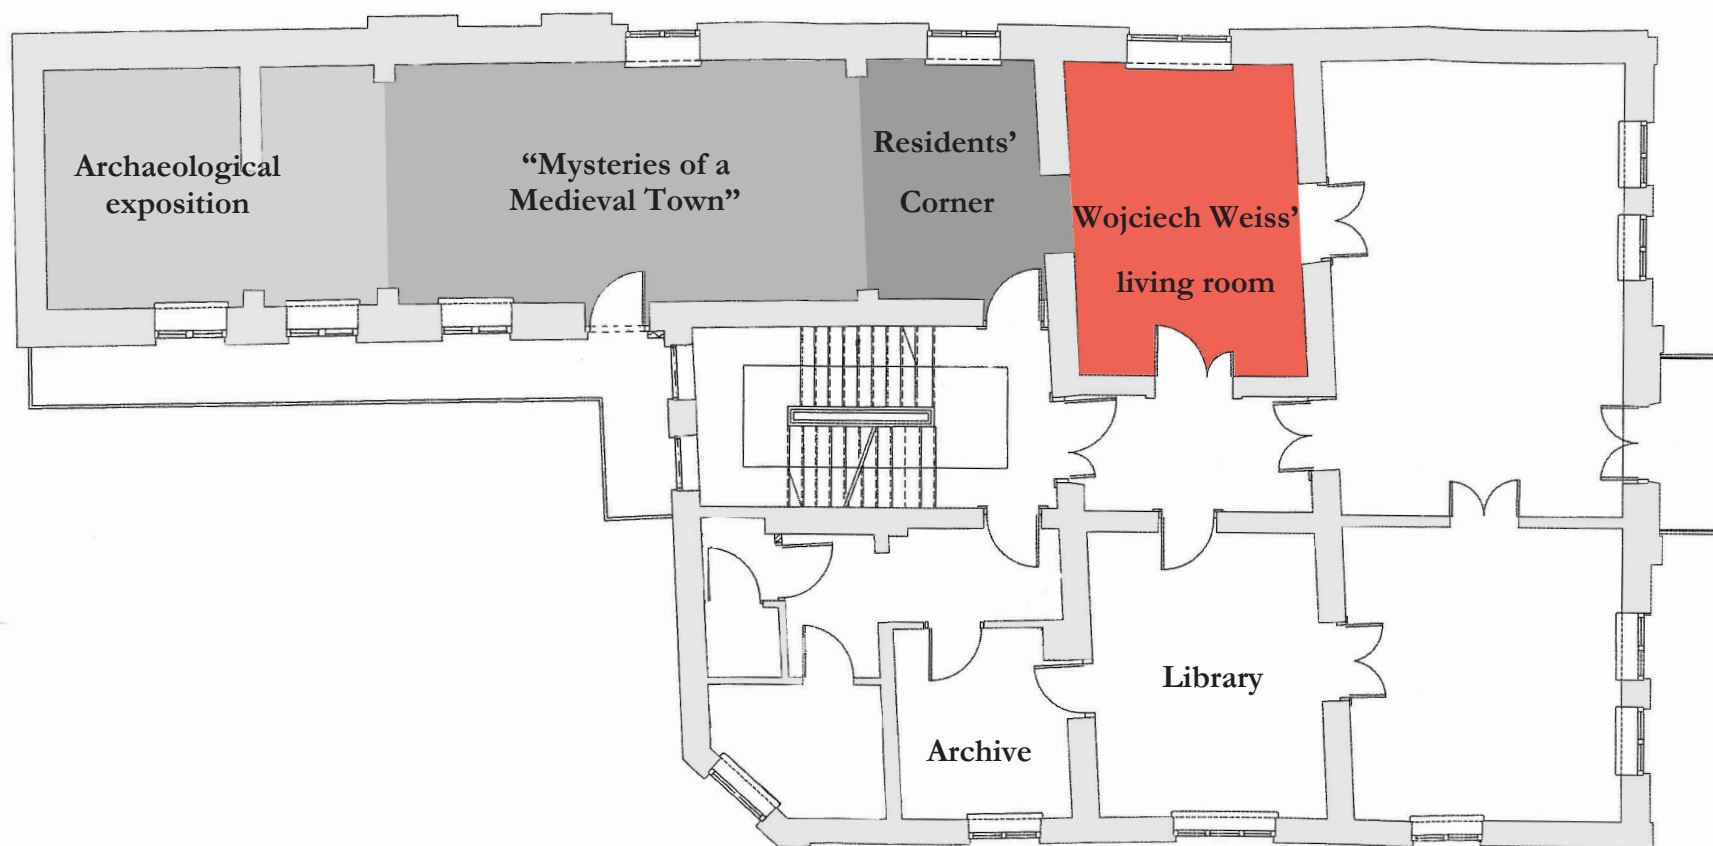 Archaeological
exposition
“Mysteries of a
Medieval Town”
Residents’
Corner
Wojciech Weiss’
living room
Library
Archive